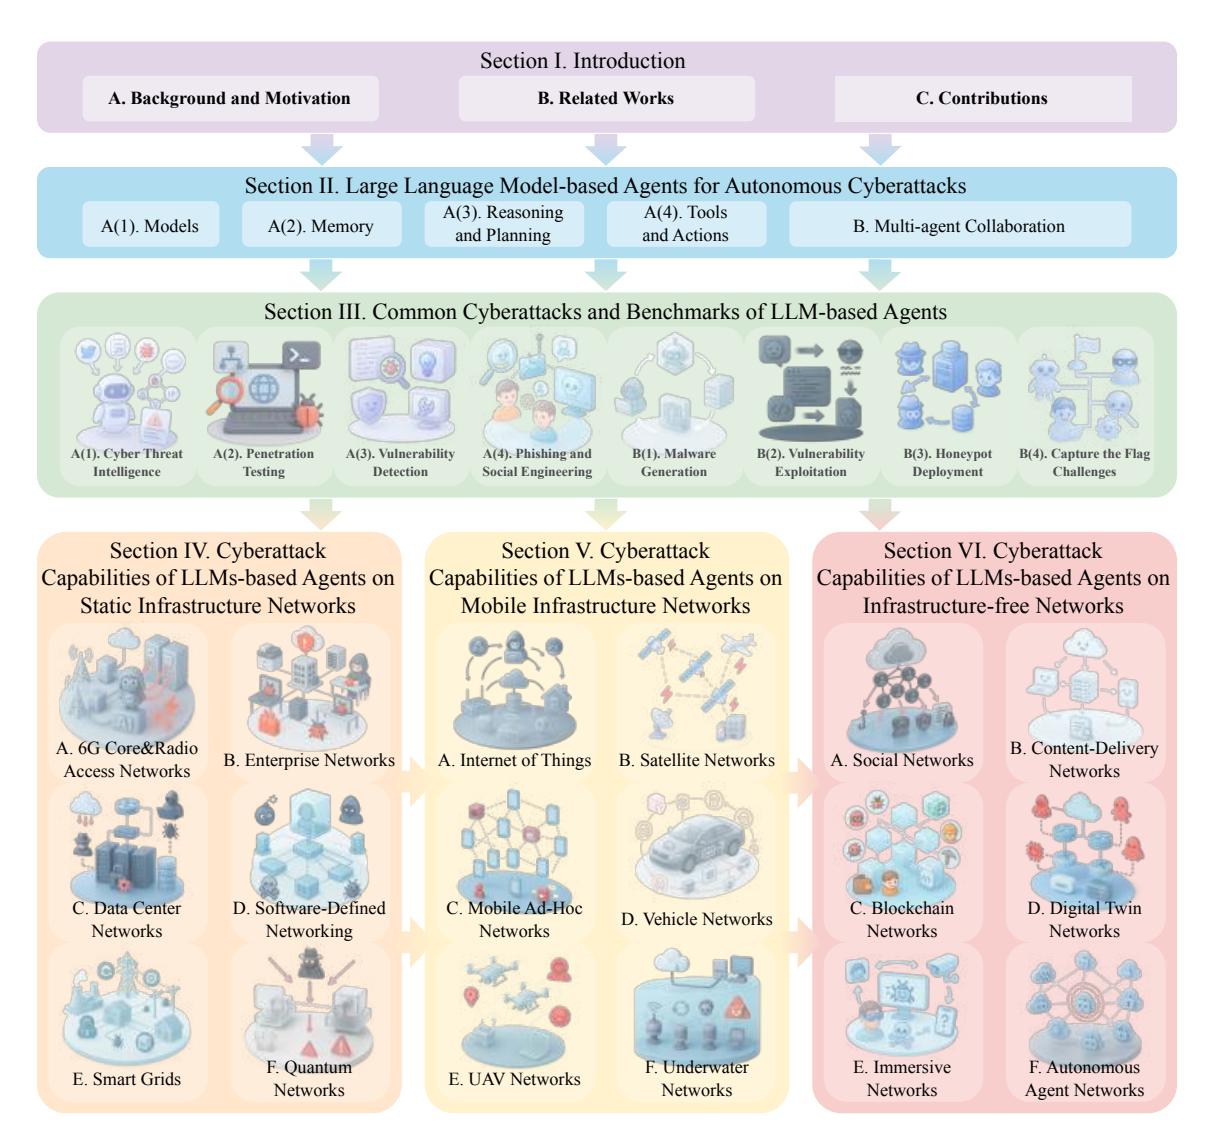 Section I. Introduction
A. Background and Motivation
B. Related Works
C. Contributions
Section II. Large Language Model-based Agents for Autonomous Cyberattacks
A(1). Models
A(2). Memory
A(3). Reasoning
and Planning
A(4). Tools
and Actions
B. Multi-agent Collaboration
Section III. Common Cyberattacks and Benchmarks of LLM-based Agents
A(1). Cyber Threat
Intelligence
A(2). Penetration
Testing
A(3). Vulnerability
Detection
A(4). Phishing and
Social Engineering
B(1). Malware
Generation
B(2). Vulnerability
Exploitation
B(3). Honeypot
Deployment
B(4). Capture the Flag
Challenges
Section IV. Cyberattack
Capabilities of LLMs-based Agents on
Static Infrastructure Networks
A. 6G Core&Radio
Access Networks
B. Enterprise Networks
C. Data Center
Networks
D. Software-Defined
Networking
E. Smart Grids
F. Quantum
Networks
Section V. Cyberattack
Capabilities of LLMs-based Agents on
Mobile Infrastructure Networks
A. Internet of Things
B. Satellite Networks
C. Mobile Ad-Hoc
Networks
D. Vehicle Networks
E. UAV Networks
F. Underwater
Networks
Section VI. Cyberattack
Capabilities of LLMs-based Agents on
Infrastructure-free Networks
A. Social Networks
B. Content-Delivery
Networks
C. Blockchain
Networks
D. Digital Twin
Networks
E. Immersive
Networks
F. Autonomous
Agent Networks